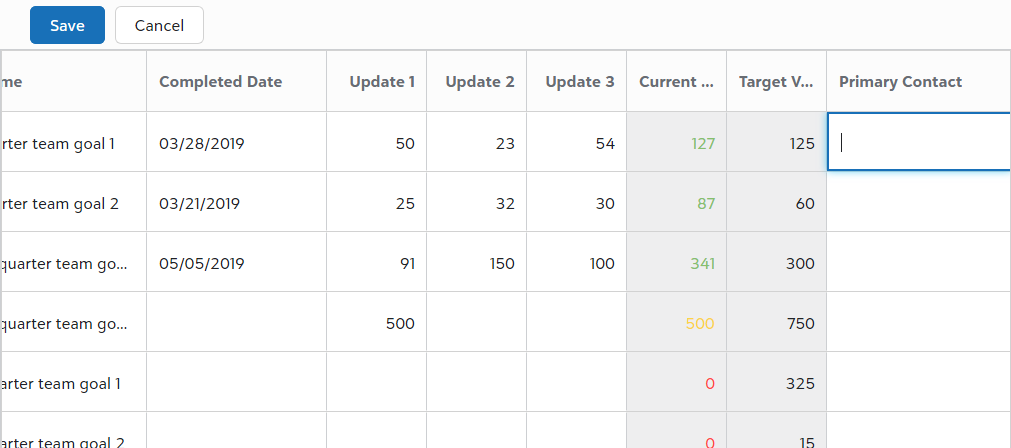 Save Cancel
me Completed Date Update 1 Update 2 Update 3 Current ... Target V... Primary Contact
rter team goal 1 03/28/2019 50 23 54 127 125
rter team goal 2 03/21/2019 25 32 30 87 60
quarter team go... 05/05/2019 91 150 100 341 300
quarter team go... 500 500 750
arter team goal 1 0 325
arter team goal 2 0 15